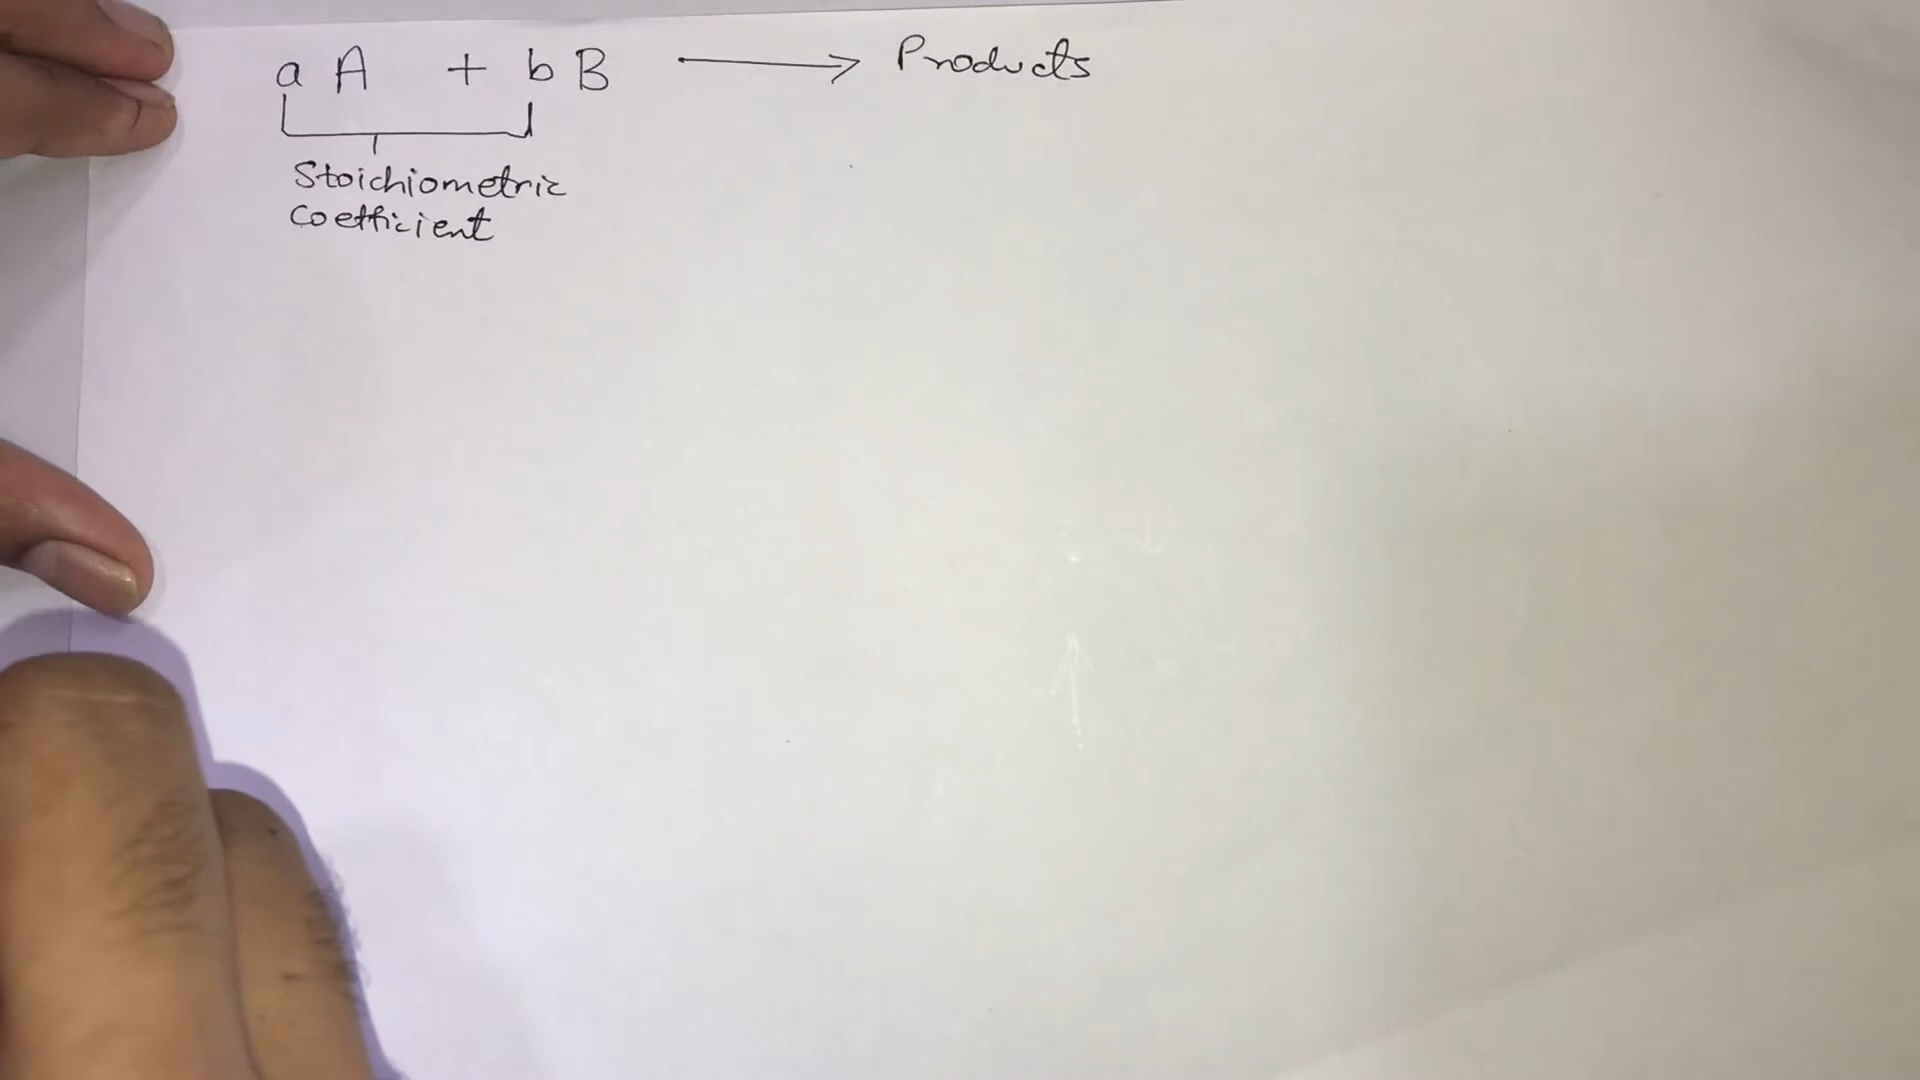 a A + b B ⟶ Products
Stoichiometric
Coefficient